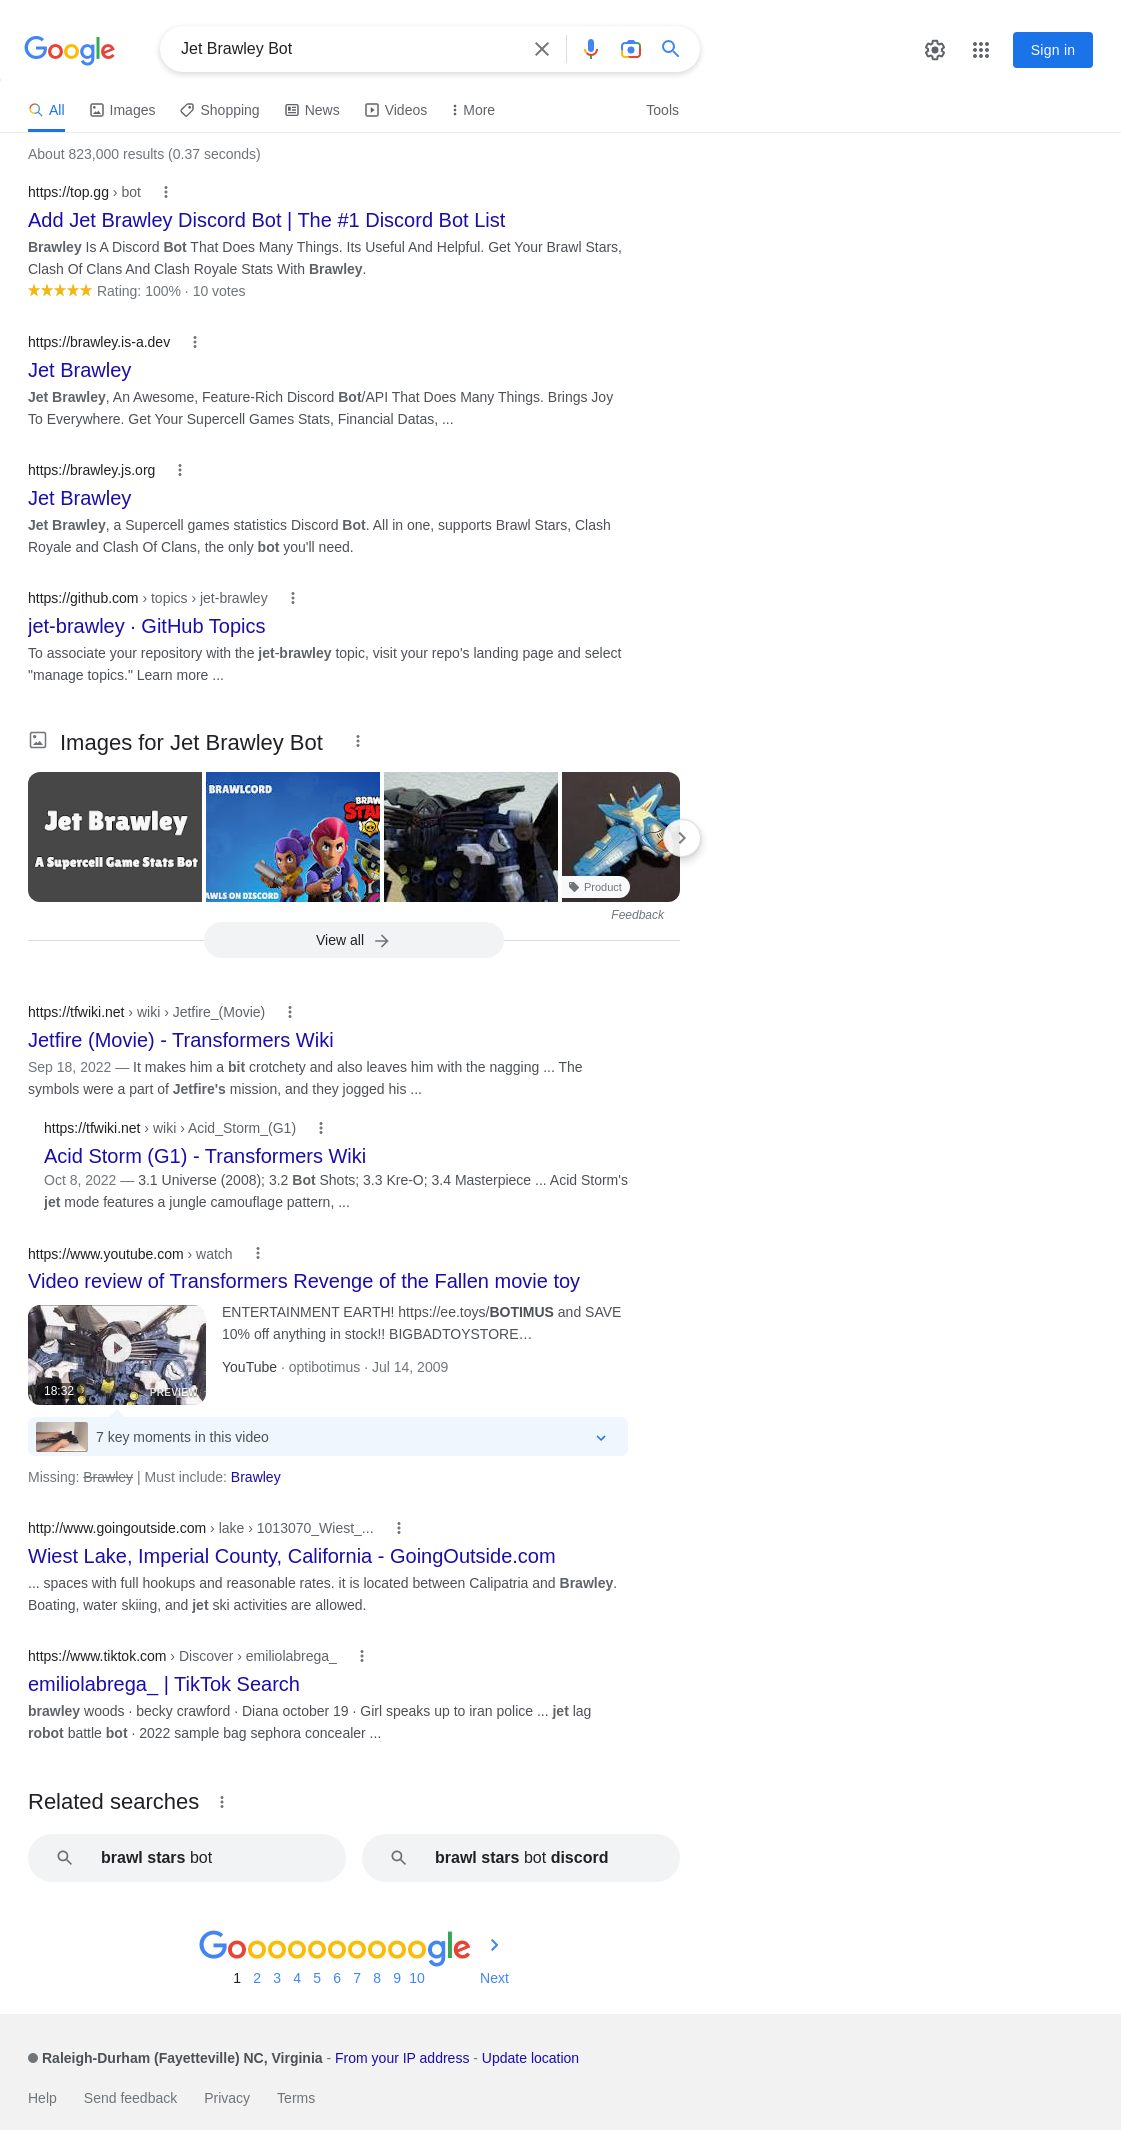 Google
Jet Brawley Bot
Sign in
All
Images
Shopping
News
Videos
More
Tools
About 823,000 results (0.37 seconds)
https://top.gg › bot
Add Jet Brawley Discord Bot | The #1 Discord Bot List
Brawley Is A Discord Bot That Does Many Things. Its Useful And Helpful. Get Your Brawl Stars,
Clash Of Clans And Clash Royale Stats With Brawley.
Rating: 100% · 10 votes
https://brawley.is-a.dev
Jet Brawley
Jet Brawley, An Awesome, Feature-Rich Discord Bot/API That Does Many Things. Brings Joy
To Everywhere. Get Your Supercell Games Stats, Financial Datas, ...
https://brawley.js.org
Jet Brawley
Jet Brawley, a Supercell games statistics Discord Bot. All in one, supports Brawl Stars, Clash
Royale and Clash Of Clans, the only bot you'll need.
https://github.com › topics › jet-brawley
jet-brawley · GitHub Topics
To associate your repository with the jet-brawley topic, visit your repo's landing page and select
"manage topics." Learn more ...
Images for Jet Brawley Bot
Jet Brawley
A Supercell Game Stats Bot
BRAWLCORD
BRAW
STA
AWLS ON DISCORD
Product
Feedback
View all
https://tfwiki.net › wiki › Jetfire_(Movie)
Jetfire (Movie) - Transformers Wiki
Sep 18, 2022 — It makes him a bit crotchety and also leaves him with the nagging ... The
symbols were a part of Jetfire's mission, and they jogged his ...
https://tfwiki.net › wiki › Acid_Storm_(G1)
Acid Storm (G1) - Transformers Wiki
Oct 8, 2022 — 3.1 Universe (2008); 3.2 Bot Shots; 3.3 Kre-O; 3.4 Masterpiece ... Acid Storm's
jet mode features a jungle camouflage pattern, ...
https://www.youtube.com › watch
Video review of Transformers Revenge of the Fallen movie toy
ENTERTAINMENT EARTH! https://ee.toys/BOTIMUS and SAVE
10% off anything in stock!! BIGBADTOYSTORE…
YouTube · optibotimus · Jul 14, 2009
18:32
PREVIEW
7 key moments in this video
Missing: Brawley | Must include: Brawley
http://www.goingoutside.com › lake › 1013070_Wiest_...
Wiest Lake, Imperial County, California - GoingOutside.com
... spaces with full hookups and reasonable rates. it is located between Calipatria and Brawley.
Boating, water skiing, and jet ski activities are allowed.
https://www.tiktok.com › Discover › emiliolabrega_
emiliolabrega_ | TikTok Search
brawley woods · becky crawford · Diana october 19 · Girl speaks up to iran police ... jet lag
robot battle bot · 2022 sample bag sephora concealer ...
Related searches
brawl stars bot
brawl stars bot discord
Goooooooooogle
1 2 3 4 5 6 7 8 9 10 Next
Raleigh-Durham (Fayetteville) NC, Virginia - From your IP address - Update location
Help Send feedback Privacy Terms